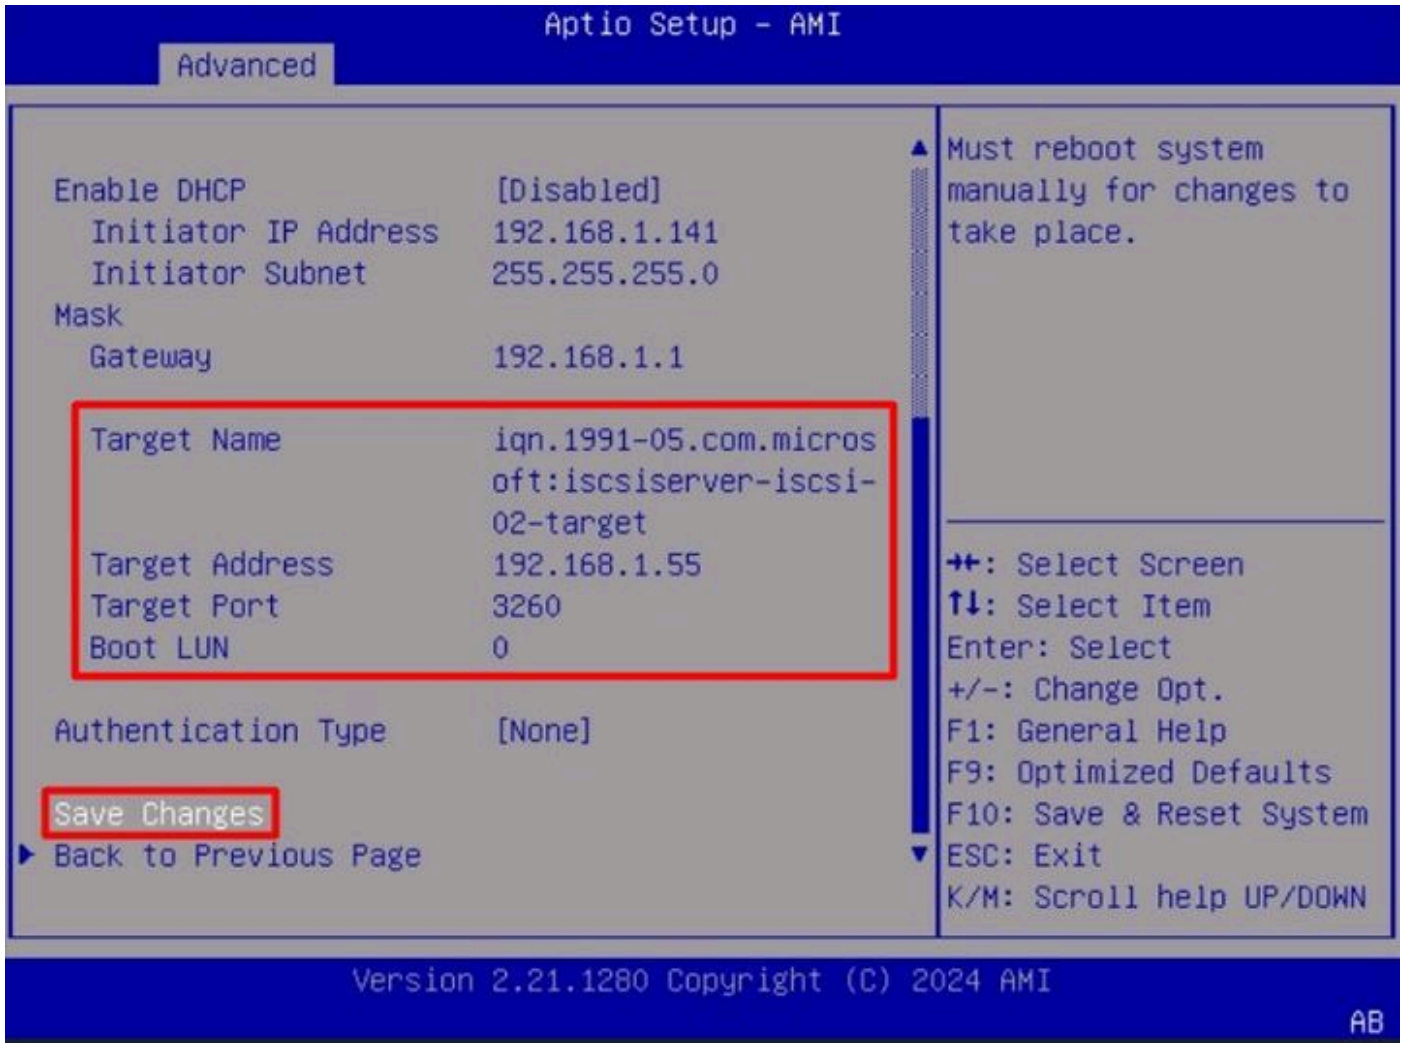 Aptio Setup – AMI
Advanced
Enable DHCP [Disabled]
Initiator IP Address 192.168.1.141
Initiator Subnet 255.255.255.0
Mask
Gateway 192.168.1.1
Target Name iqn.1991-05.com.micros
oft:iscsiserver-iscsi-
02-target
Target Address 192.168.1.55
Target Port 3260
Boot LUN 0
Authentication Type [None]
Save Changes
Back to Previous Page
Must reboot system
manually for changes to
take place.
→←: Select Screen
↑↓: Select Item
Enter: Select
+/-: Change Opt.
F1: General Help
F9: Optimized Defaults
F10: Save & Reset System
ESC: Exit
K/M: Scroll help UP/DOWN
Version 2.21.1280 Copyright (C) 2024 AMI
AB